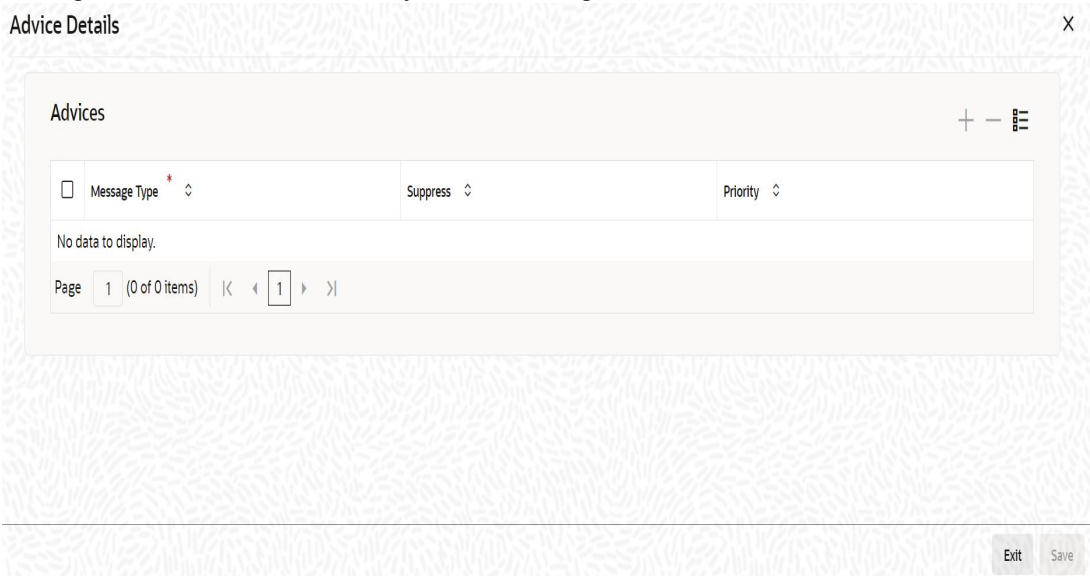 Advice Details X
Advices
Message Type * Suppress Priority
No data to display.
Page 1 (0 of 0 items) 1
Exit Save